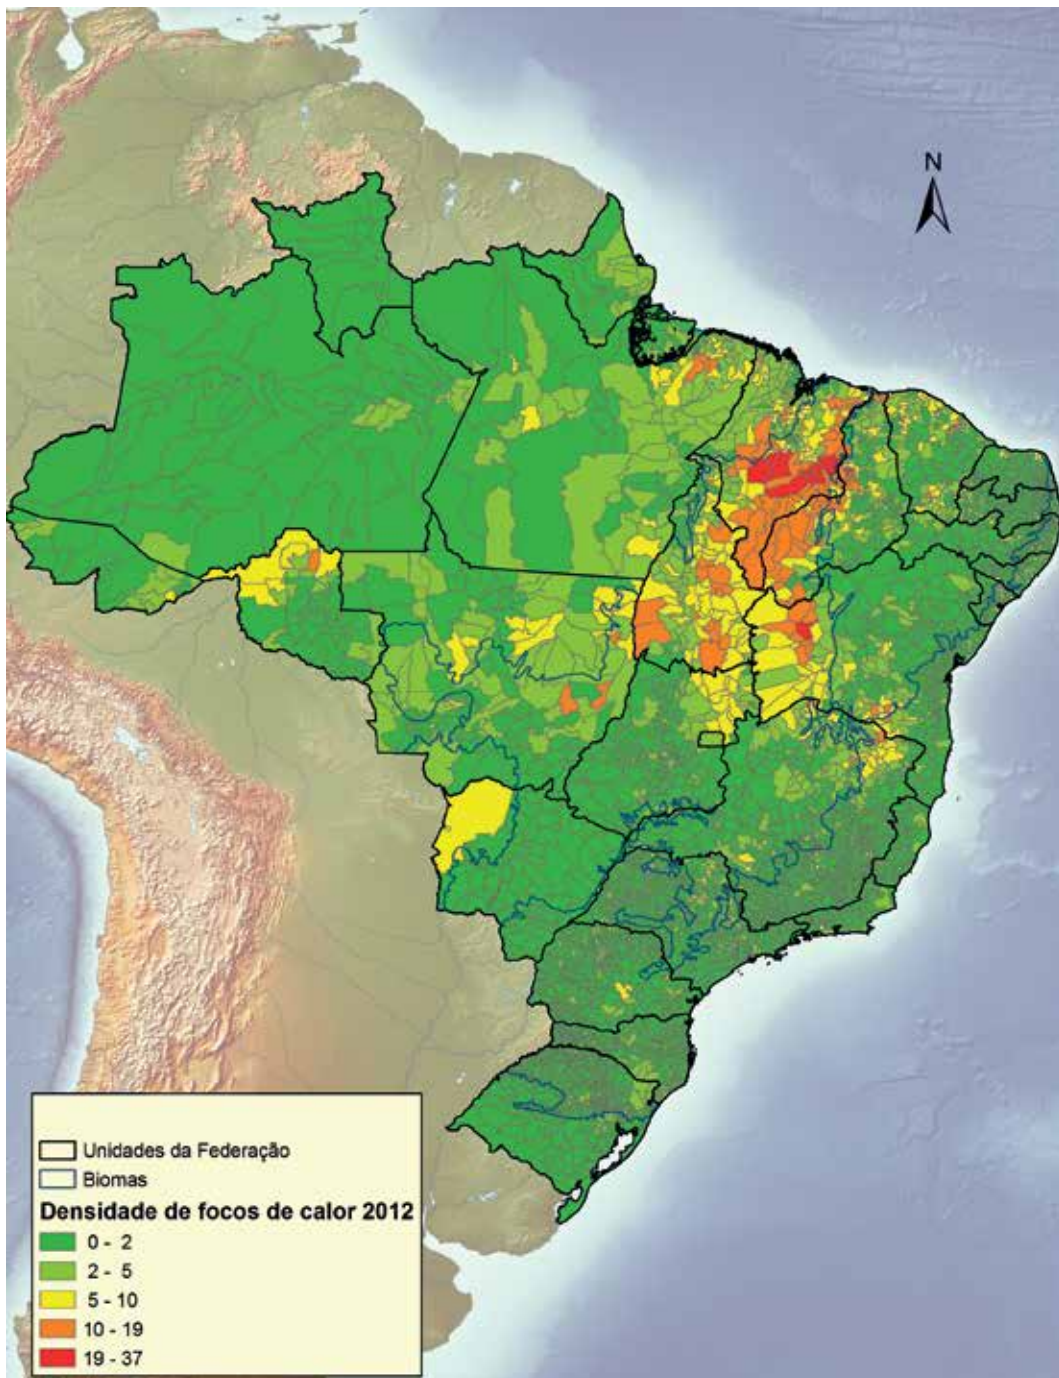 N
Unidades da Federação
Biomas
Densidade de focos de calor 2012
0 - 2
2 - 5
5 - 10
10 - 19
19 - 37